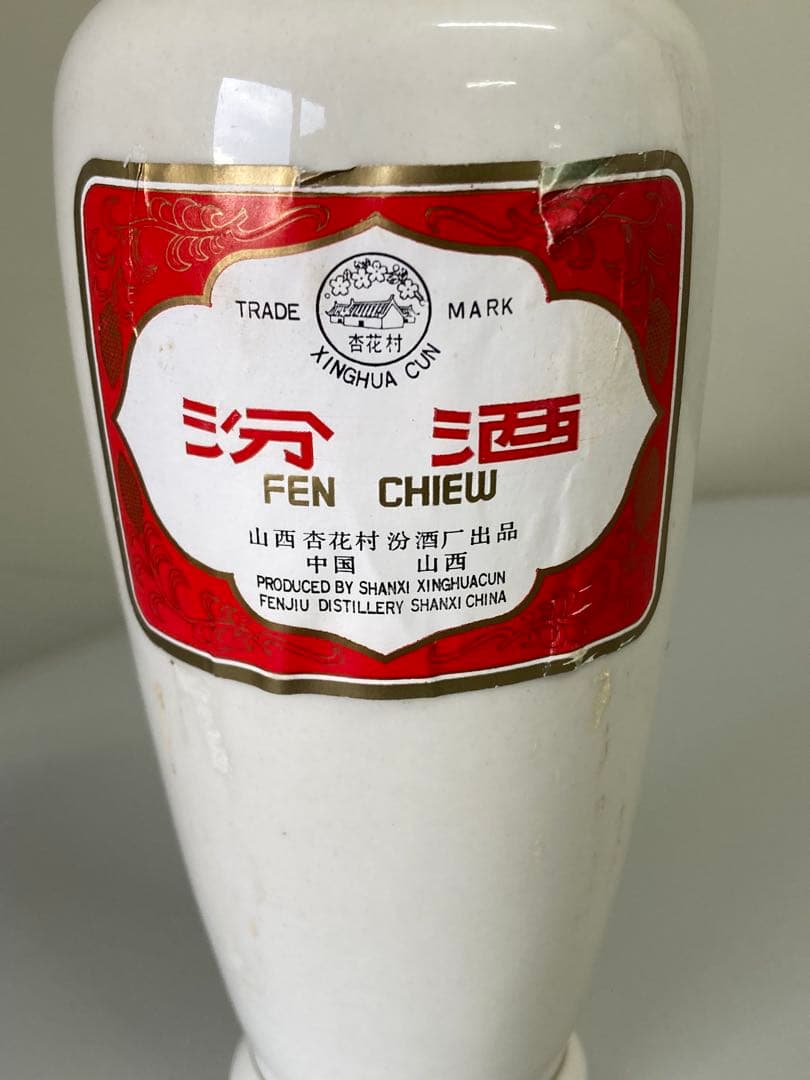 TRADE MARK
杏花村
XINGHUA CUN
汾酒
FEN CHIEW
山西杏花村汾酒厂出品
中国 山西
PRODUCED BY SHANXI XINGHUACUN
FENJIU DISTILLERY SHANXI CHINA